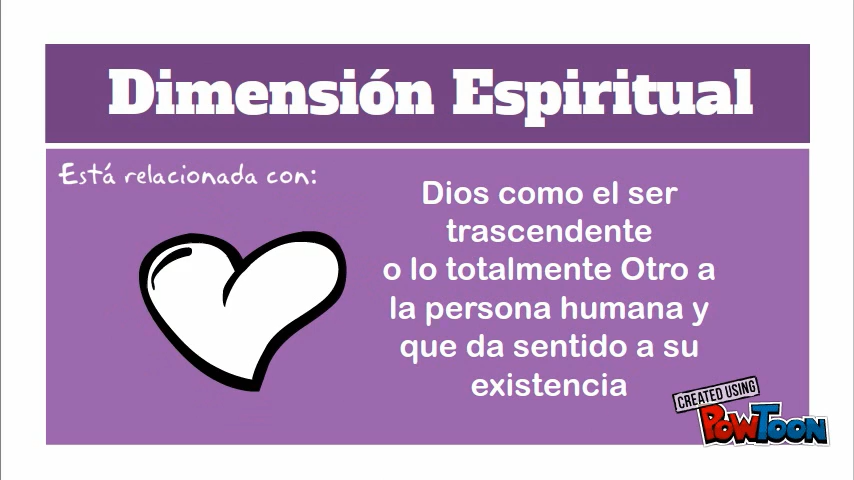 Dimensión Espiritual
Está relacionada con:
Dios como el ser
trascendente
o lo totalmente Otro a
la persona humana y
que da sentido a su
existencia
CREATED USING
POWTOON